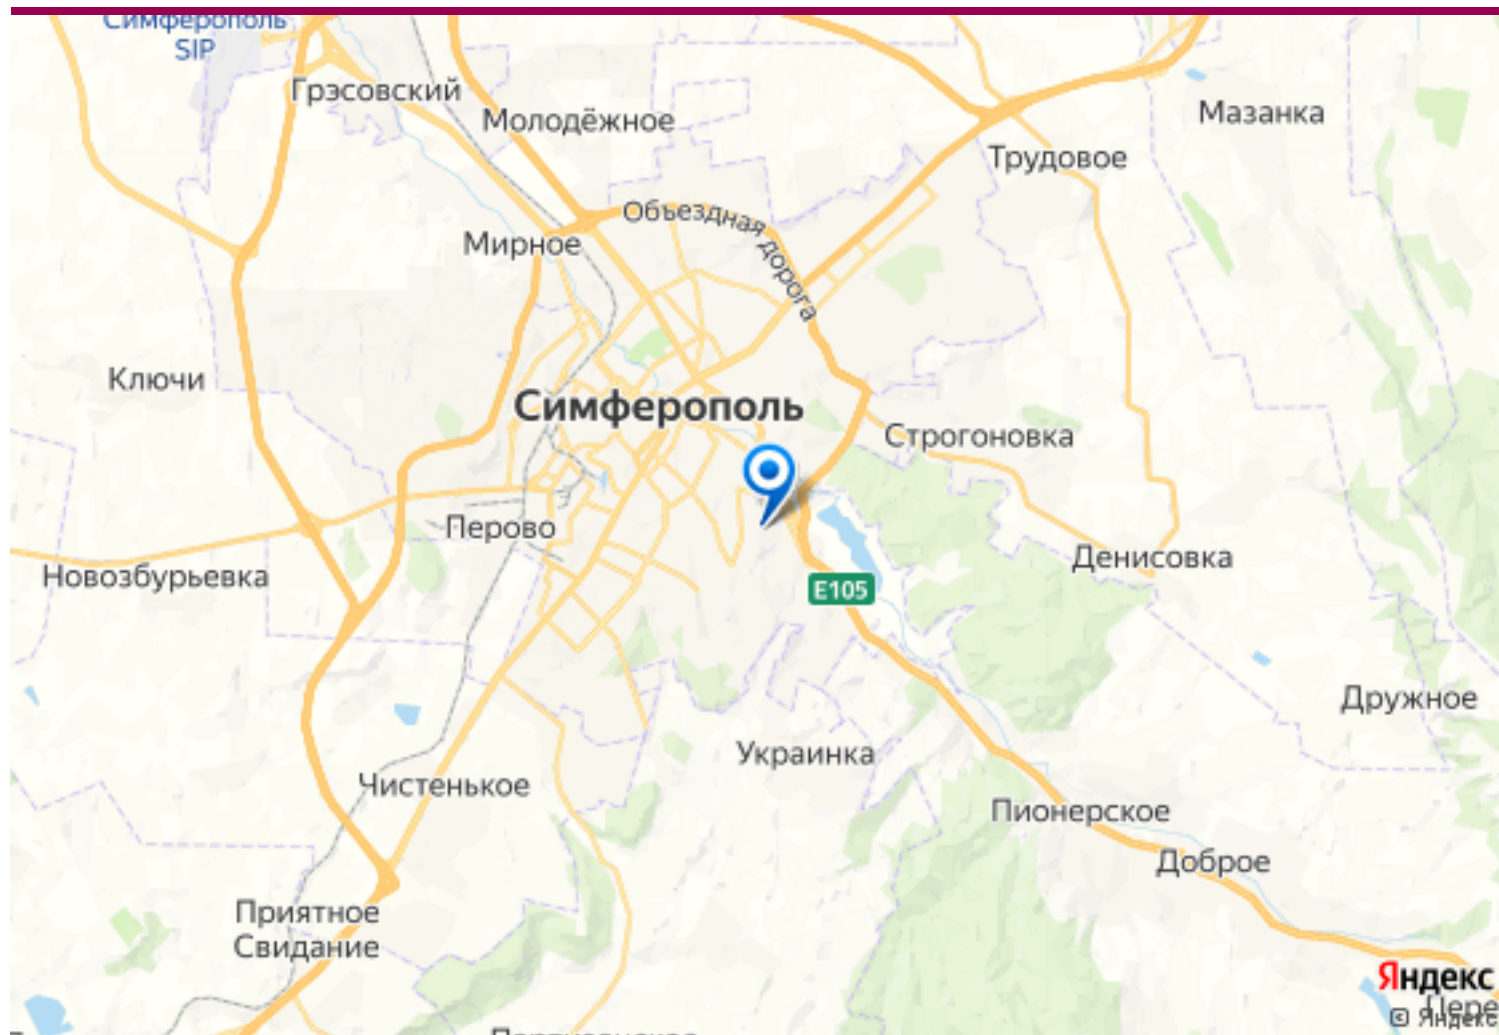 Симферополь
SIP
Грэсовский
Молодёжное
Мазанка
Трудовое
Объездная дорога
Мирное
Ключи
Симферополь
Строгоновка
Перово
Новозбурьевка
Денисовка
E105
Дружное
Украинка
Чистенькое
Пионерское
Доброе
Приятное
Свидание
Яндекс
© Яндекс